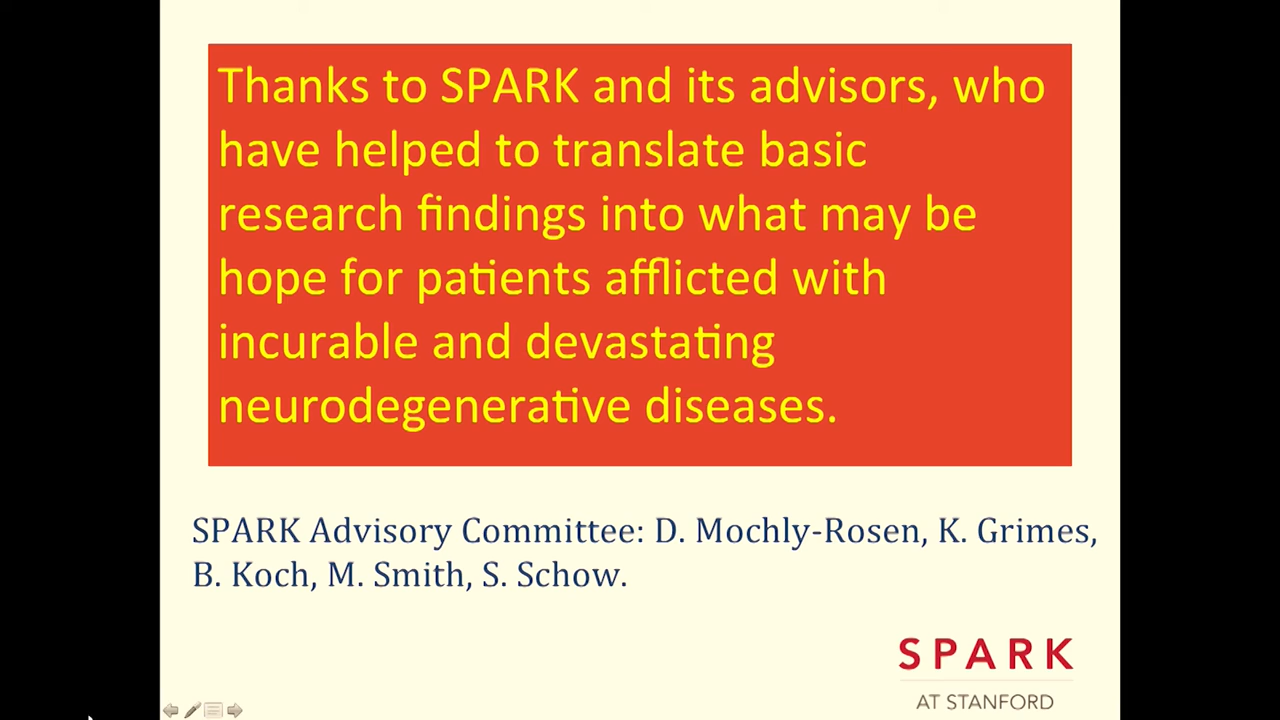 Thanks to SPARK and its advisors, who
have helped to translate basic
research findings into what may be
hope for patients afflicted with
incurable and devastating
neurodegenerative diseases.
SPARK Advisory Committee: D. Mochly-Rosen, K. Grimes,
B. Koch, M. Smith, S. Schow.
SPARK
AT STANFORD